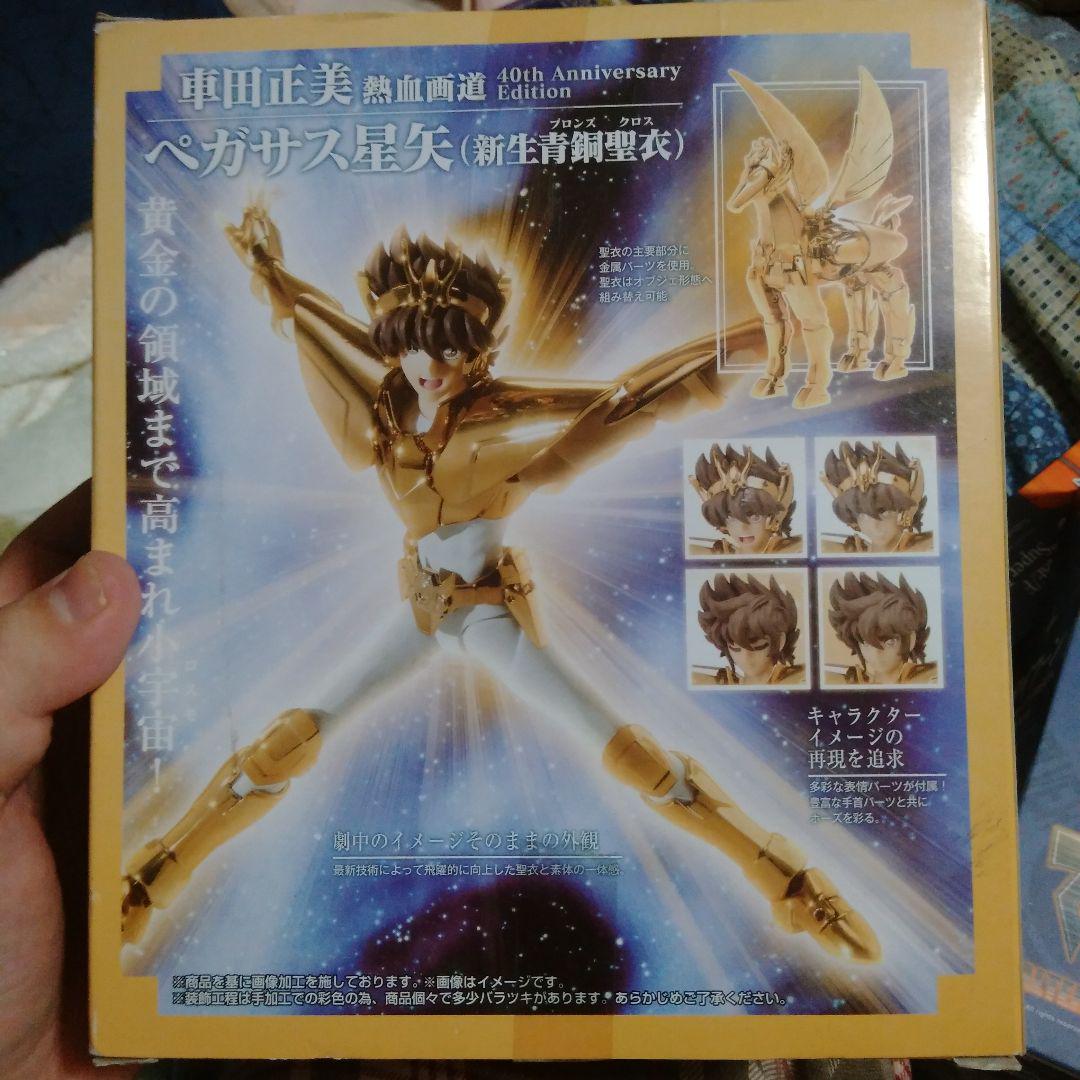 車田正美 熱血画道 40th Anniversary
Edition
ブロンズ クロス
ペガサス星矢(新生青銅聖衣)
黄金の領域まで高まれ小宇宙!
聖衣の主要部分に
金属パーツを使用。
聖衣はオブジェ形態へ
組み替え可能
キャラクター
イメージの
再現を追求
多彩な表情パーツが付属!
豊富な手首パーツと共に
ポーズを彩る。
劇中のイメージそのままの外観
最新技術によって飛躍的に向上した聖衣と素体の一体感。
※商品を基に画像加工を施しております。※画像はイメージです。
※装飾工程は手加工での彩色の為、商品個々で多少バラツキがあります。あらかじめご了承ください。